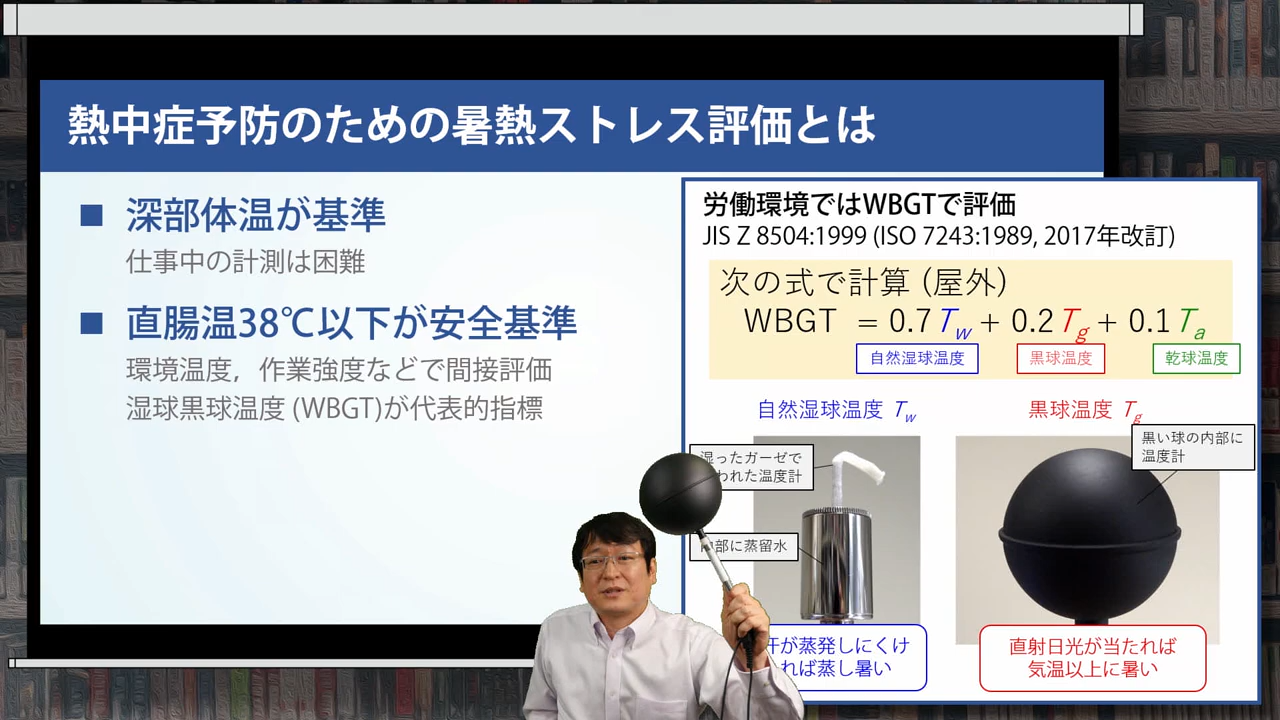 熱中症予防のための暑熱ストレス評価とは
■ 深部体温が基準
仕事中の計測は困難
■ 直腸温38℃以下が安全基準
環境温度，作業強度などで間接評価
湿球黒球温度 (WBGT)が代表的指標
労働環境ではWBGTで評価
JIS Z 8504:1999 (ISO 7243:1989, 2017年改訂)
次の式で計算 (屋外)
WBGT = 0.7 Tw + 0.2 Tg + 0.1 Ta
自然湿球温度 黒球温度 乾球温度
自然湿球温度 Tw
黒球温度 Tg
湿ったガーゼで
われた温度計
黒い球の内部に
温度計
部に蒸留水
汗が蒸発しにくけ
れば蒸し暑い
直射日光が当たれば
気温以上に暑い